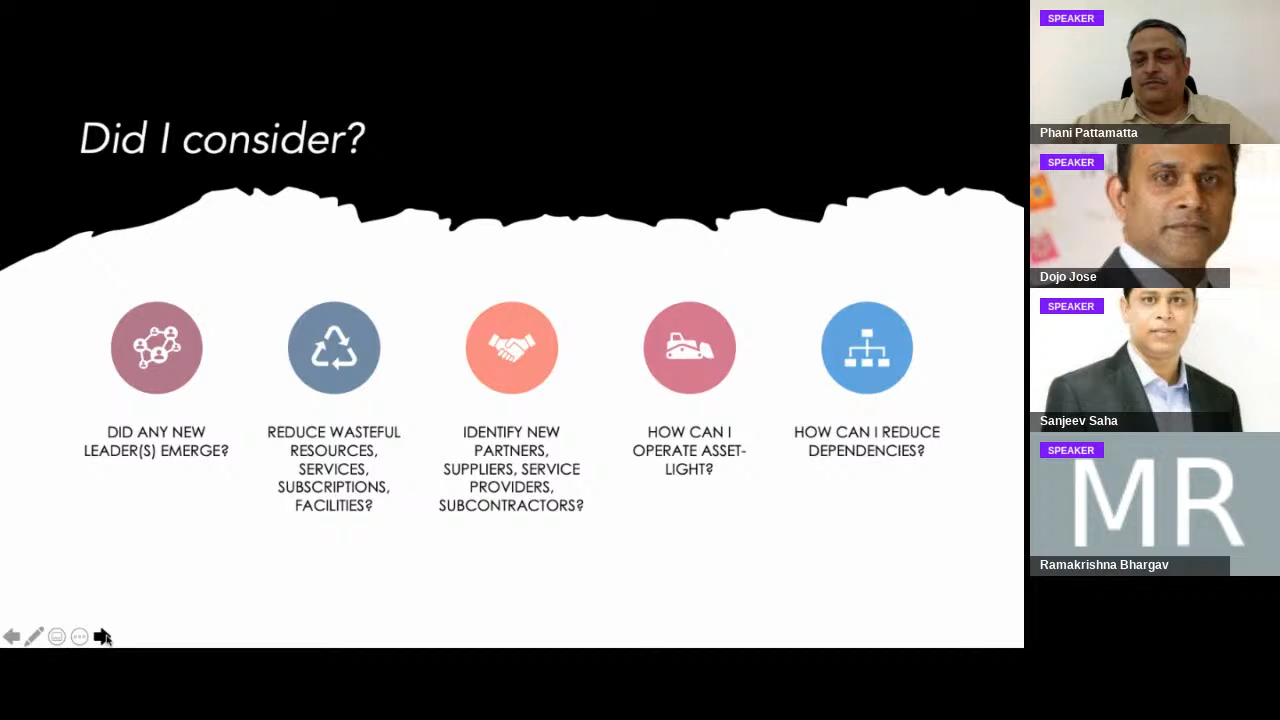 Did I consider?
DID ANY NEW
LEADER(S) EMERGE?
REDUCE WASTEFUL
RESOURCES,
SERVICES,
SUBSCRIPTIONS,
FACILITIES?
IDENTIFY NEW
PARTNERS,
SUPPLIERS, SERVICE
PROVIDERS,
SUBCONTRACTORS?
HOW CAN I
OPERATE ASSET-
LIGHT?
HOW CAN I REDUCE
DEPENDENCIES?
SPEAKER
Phani Pattamatta
SPEAKER
Dojo Jose
SPEAKER
Sanjeev Saha
SPEAKER
MR
Ramakrishna Bhargav